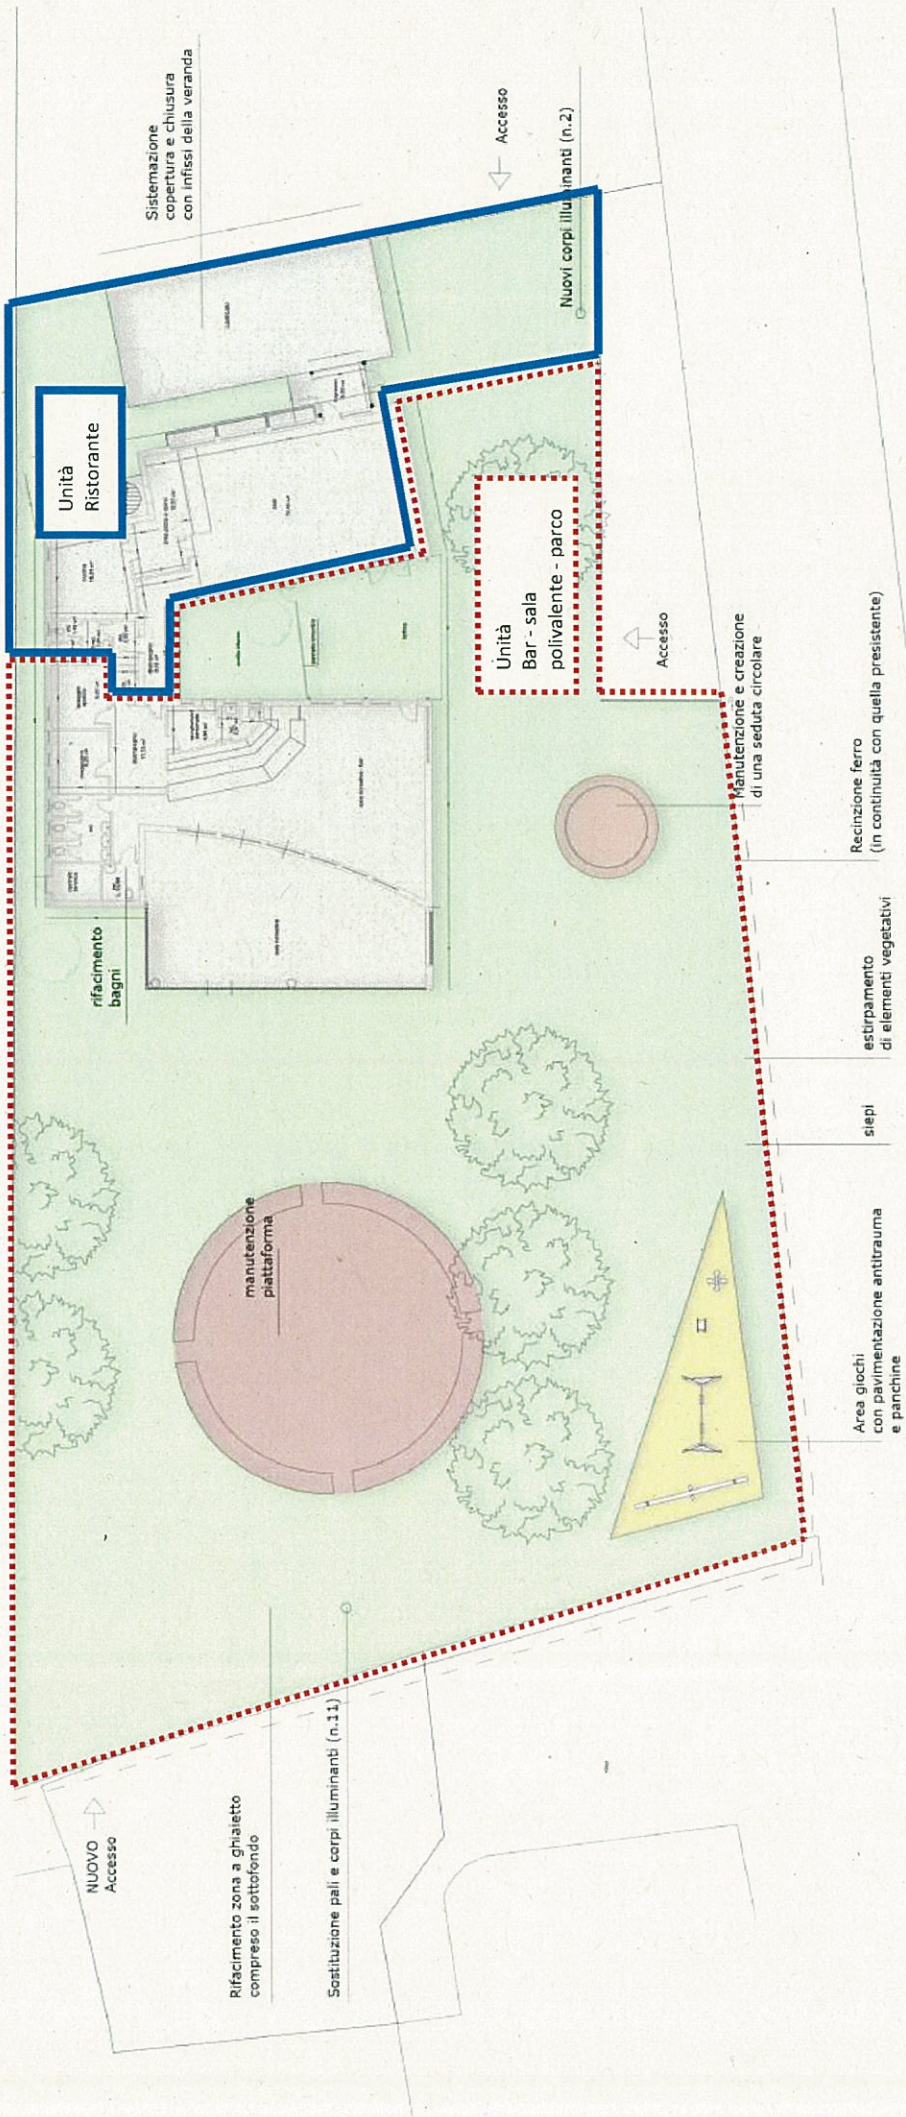 Sistemazione
copertura e chiusura
con infissi della veranda
Accesso
Nuovi corpi illuminanti (n.2)
Unità
Ristorante
Unità
Bar - sala
polivalente - parco
Accesso
Manutenzione e creazione
di una seduta circolare
Recinzione ferro
(in continuità con quella presistente)
rifacimento
bagni
estirpamento
di elementi vegetativi
siepi
manutenzione
piattaforma
Area giochi
con pavimentazione antitrauma
e panchine
NUOVO
Accesso
Rifacimento zona a ghiaietto
compreso il sottofondo
Sostituzione pali e corpi illuminanti (n.11)